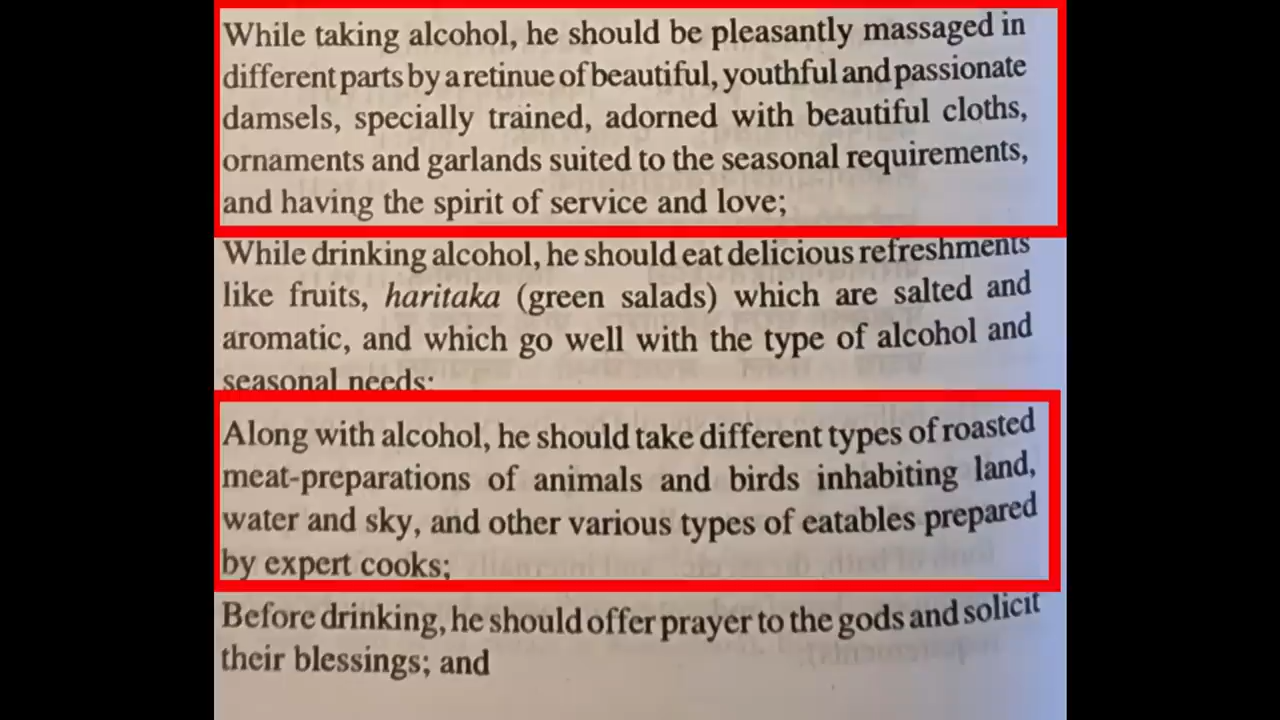 While taking alcohol, he should be pleasantly massaged in
different parts by a retinue of beautiful, youthful and passionate
damsels, specially trained, adorned with beautiful cloths,
ornaments and garlands suited to the seasonal requirements,
and having the spirit of service and love;
While drinking alcohol, he should eat delicious refreshments
like fruits, haritaka (green salads) which are salted and
aromatic, and which go well with the type of alcohol and
seasonal needs;
Along with alcohol, he should take different types of roasted
meat-preparations of animals and birds inhabiting land,
water and sky, and other various types of eatables prepared
by expert cooks;
Before drinking, he should offer prayer to the gods and solicit
their blessings; and